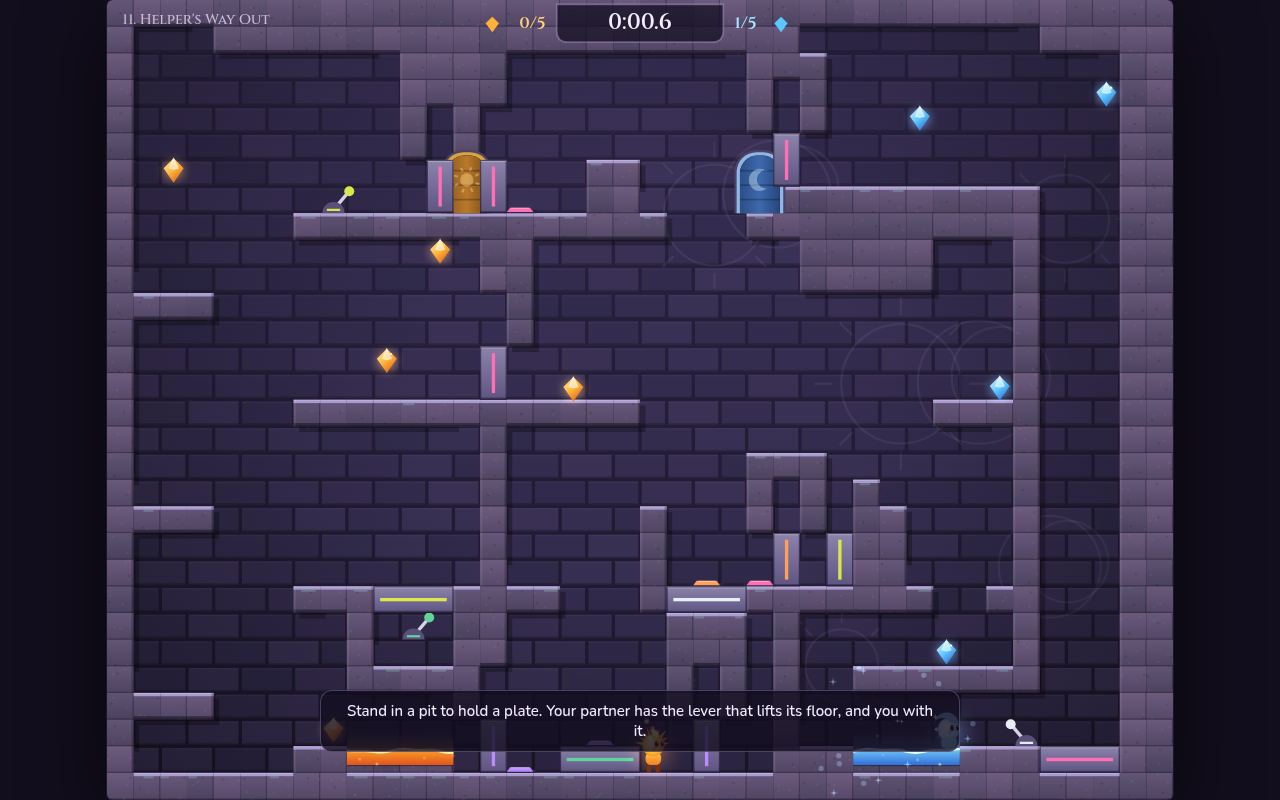 11. Helper's Way Out
0/5
0:00.6
1/5
Stand in a pit to hold a plate. Your partner has the lever that lifts its floor, and you with
it.